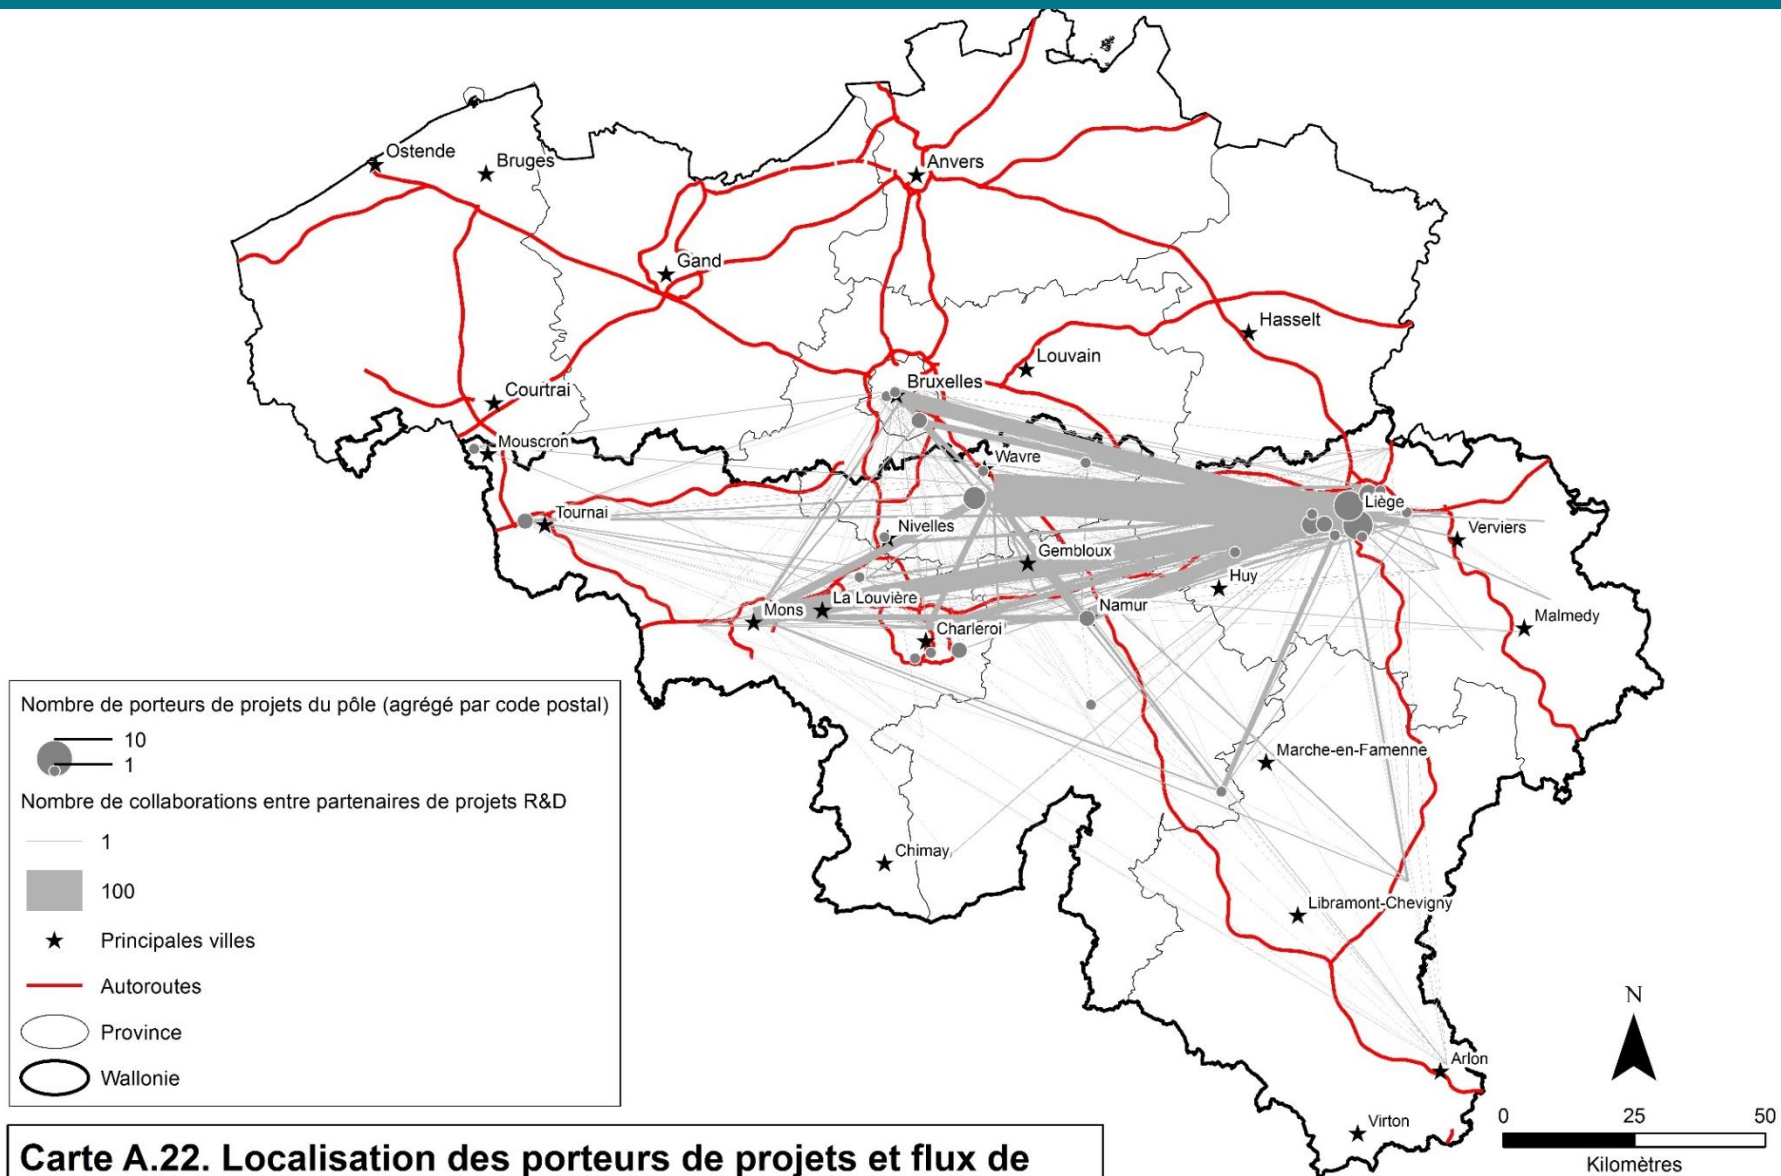 Ostende
Bruges
Anvers
Gand
Hasselt
Louvain
Bruxelles
Courtrai
Mouscron
Wavre
Liège
Tournai
Nivelles
Verviers
Gembloux
Huy
Mons
La Louvière
Namur
Malmedy
Charleroi
Marche-en-Famenne
Chimay
Libramont-Chevigny
Arlon
Virton
Nombre de porteurs de projets du pôle (agrégé par code postal)
10
1
Nombre de collaborations entre partenaires de projets R&D
1
100
Principales villes
Autoroutes
Province
Wallonie
N
0 25 50
Kilomètres
Carte A.22. Localisation des porteurs de projets et flux de